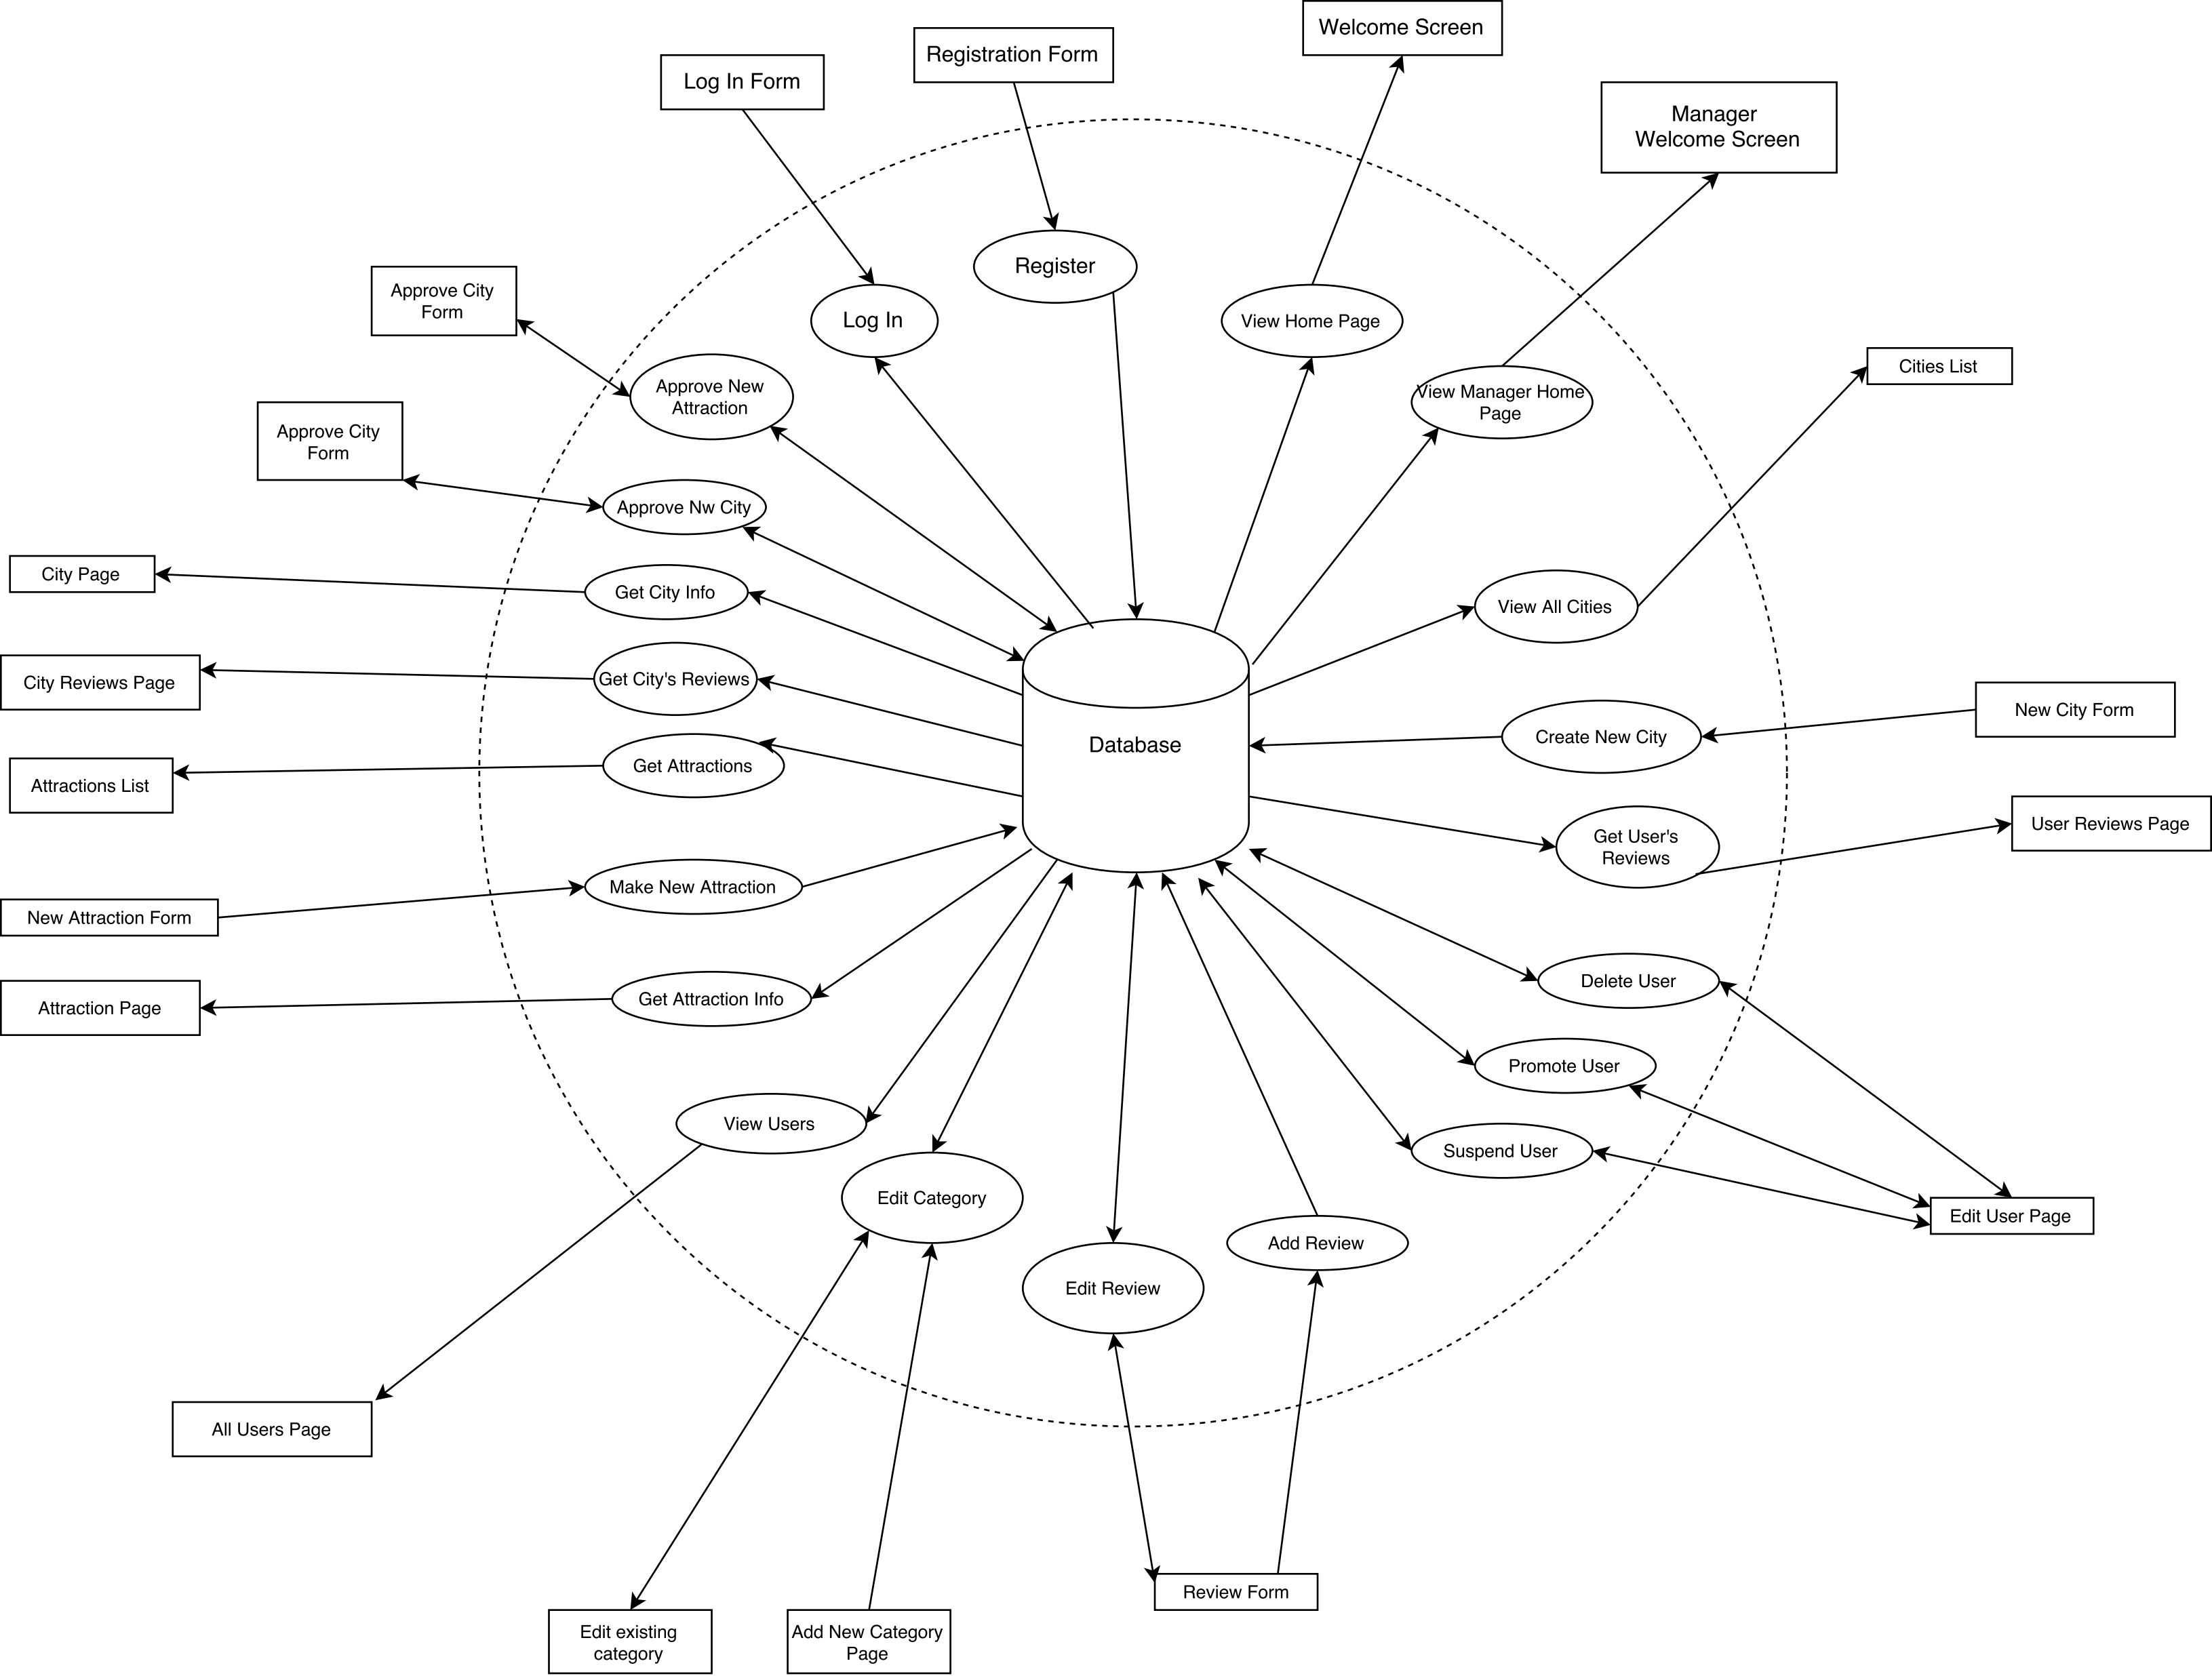 Welcome Screen
Registration Form
Log In Form
Manager
Welcome Screen
Register
Approve City
Form
Log In
View Home Page
Cities List
Approve New
Attraction
View Manager Home
Page
Approve City
Form
Approve Nw City
City Page
Get City Info
View All Cities
City Reviews Page
Get City's Reviews
New City Form
Create New City
Database
Attractions List
Get Attractions
User Reviews Page
Get User's
Reviews
Make New Attraction
New Attraction Form
Delete User
Attraction Page
Get Attraction Info
Promote User
View Users
Suspend User
Edit Category
Edit User Page
Add Review
Edit Review
All Users Page
Review Form
Edit existing
category
Add New Category
Page